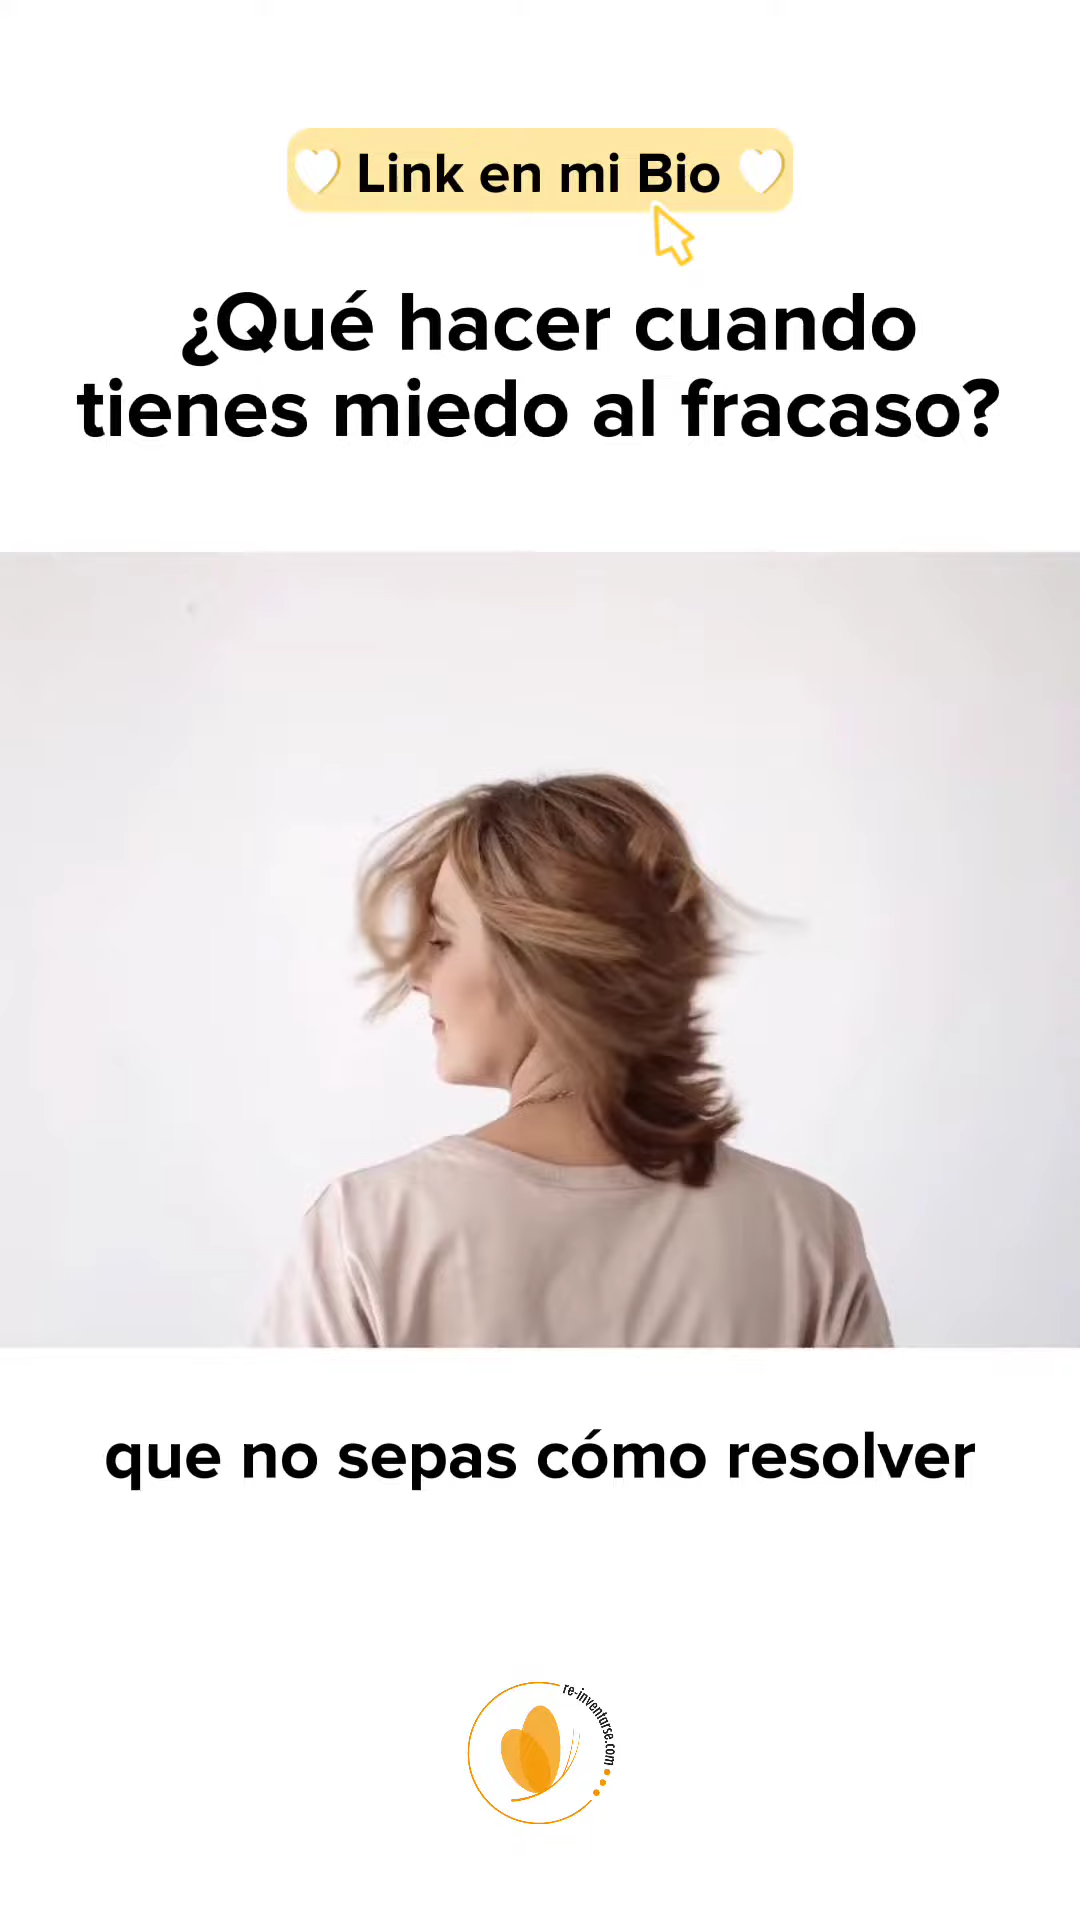 Link en mi Bio
¿Qué hacer cuando
tienes miedo al fracaso?
que no sepas cómo resolver
re-inventarse.com